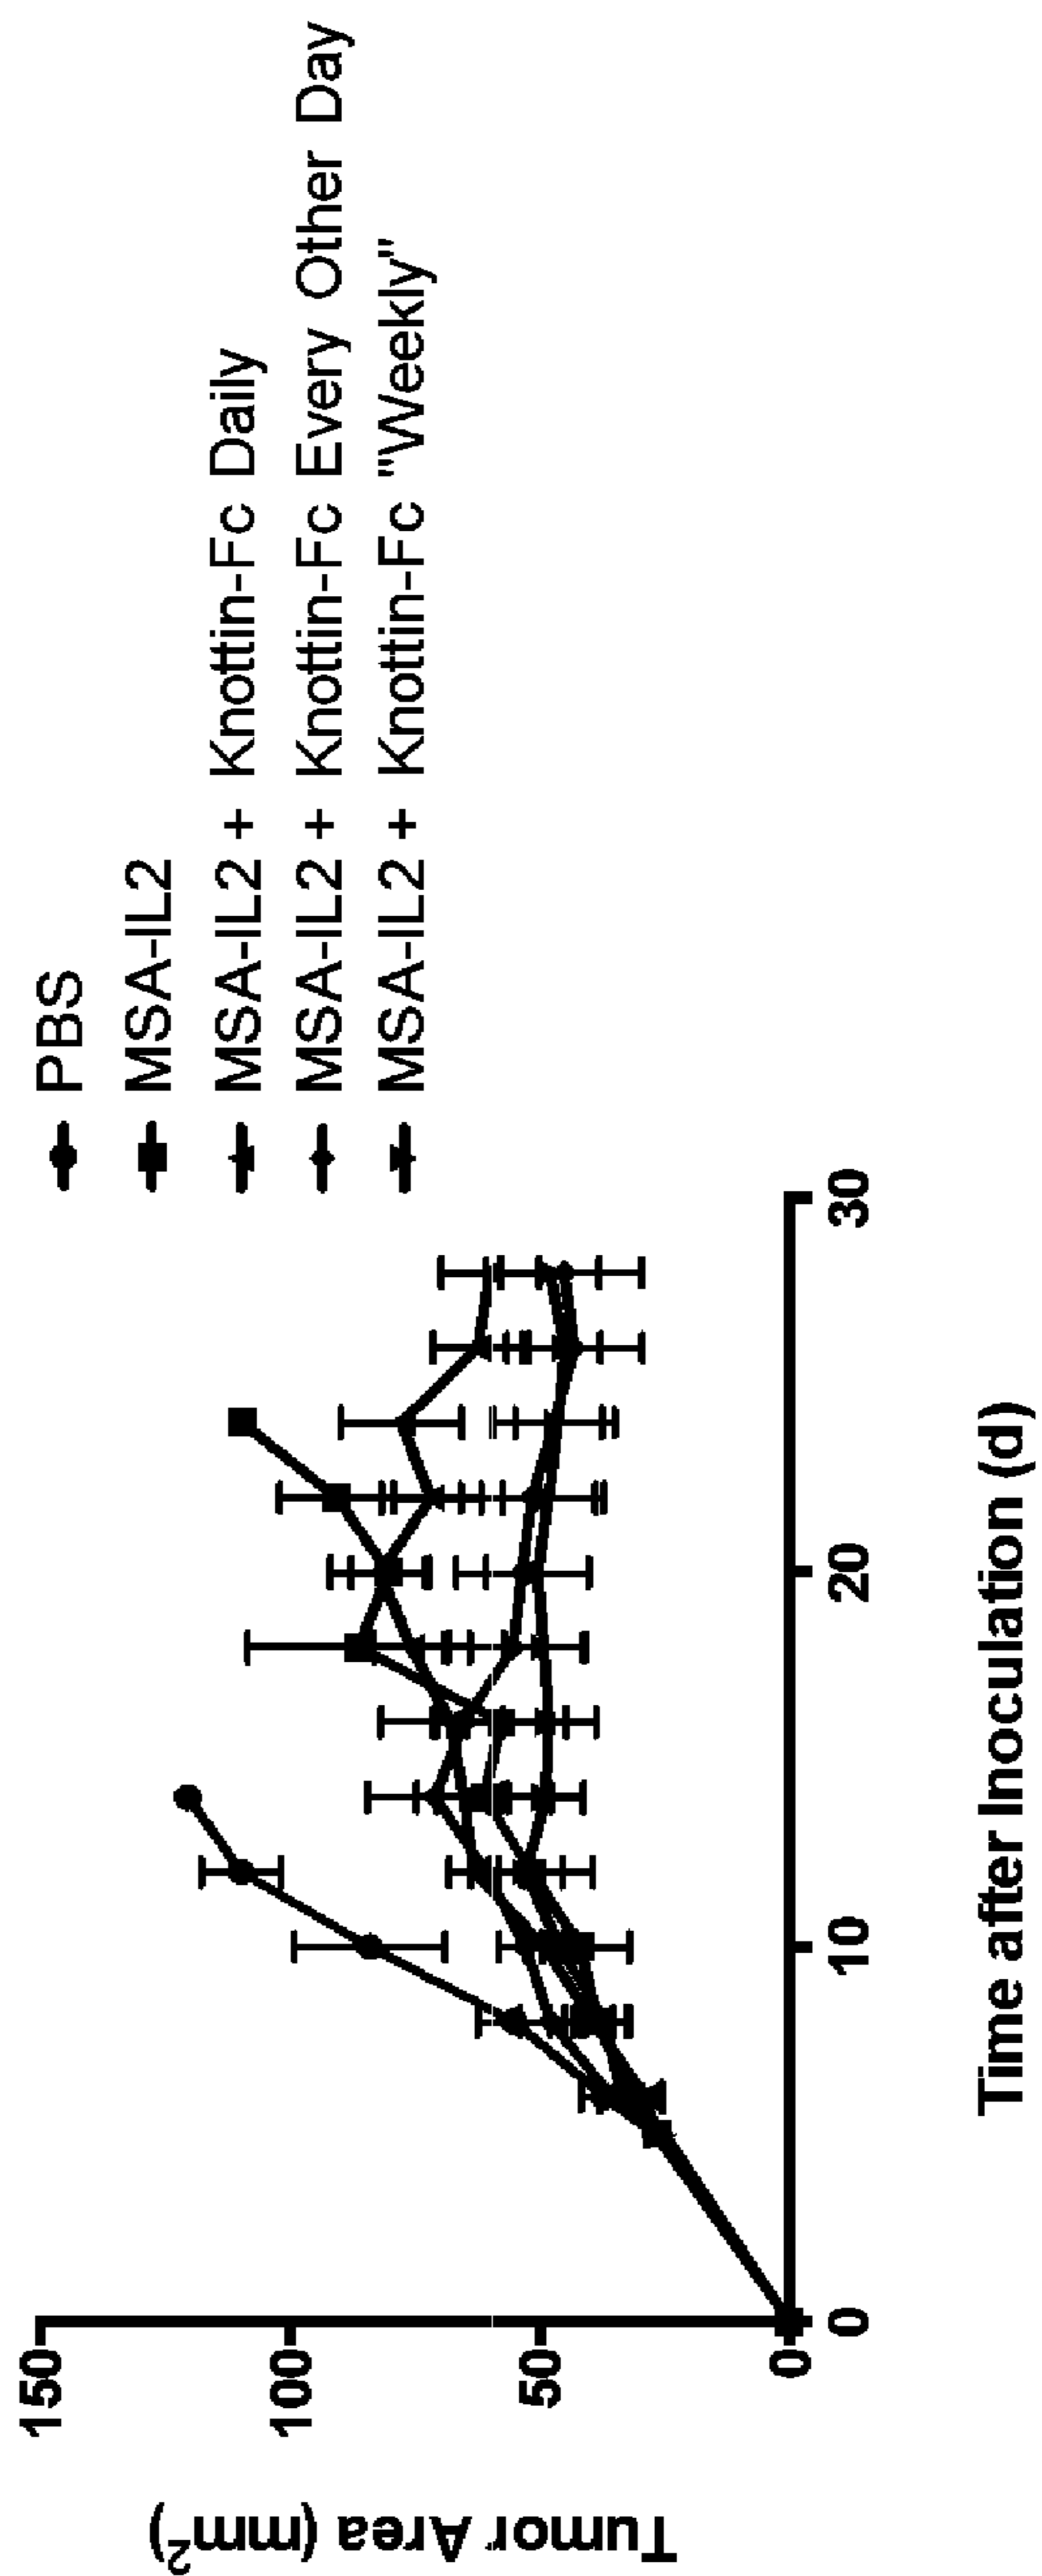 PBS
MSA-IL2
MSA-IL2 + Knottin-Fc Daily
MSA-IL2 + Knottin-Fc Every Other Day
MSA-IL2 + Knottin-Fc "Weekly"
Tumor Area (mm²)
150
100
50
0
0
10
20
30
Time after Inoculation (d)